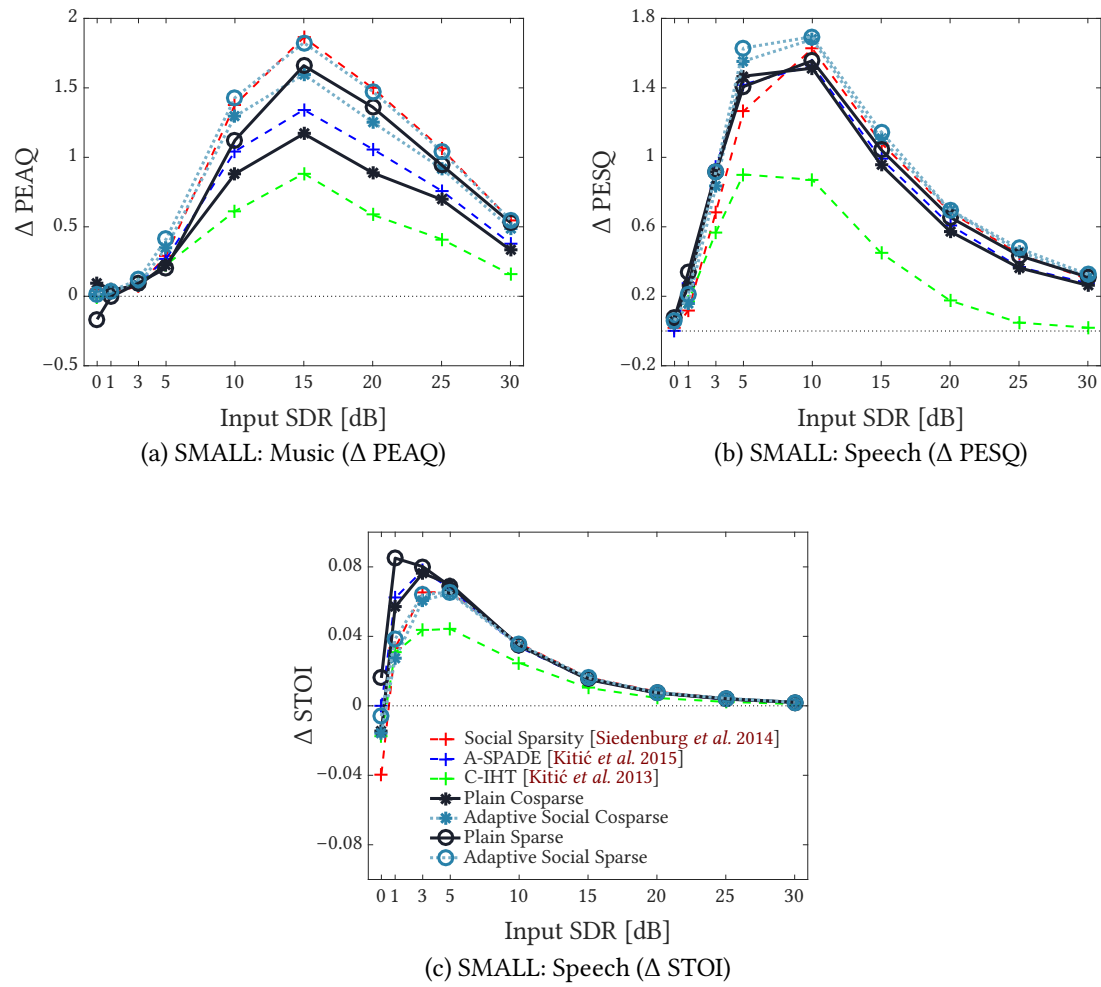 2
1.5
1
0.5
0
−0.5
Δ PEAQ
0 1 3 5 10 15 20 25 30
Input SDR [dB]
(a) SMALL: Music (Δ PEAQ)
1.8
1.4
1
0.6
0.2
−0.2
Δ PESQ
0 1 3 5 10 15 20 25 30
Input SDR [dB]
(b) SMALL: Speech (Δ PESQ)
0.08
0.04
0
−0.04
−0.08
Δ STOI
Social Sparsity [Siedenburg et al. 2014]
A-SPADE [Kitić et al. 2015]
C-IHT [Kitić et al. 2013]
Plain Cosparse
Adaptive Social Cosparse
Plain Sparse
Adaptive Social Sparse
0 1 3 5 10 15 20 25 30
Input SDR [dB]
(c) SMALL: Speech (Δ STOI)